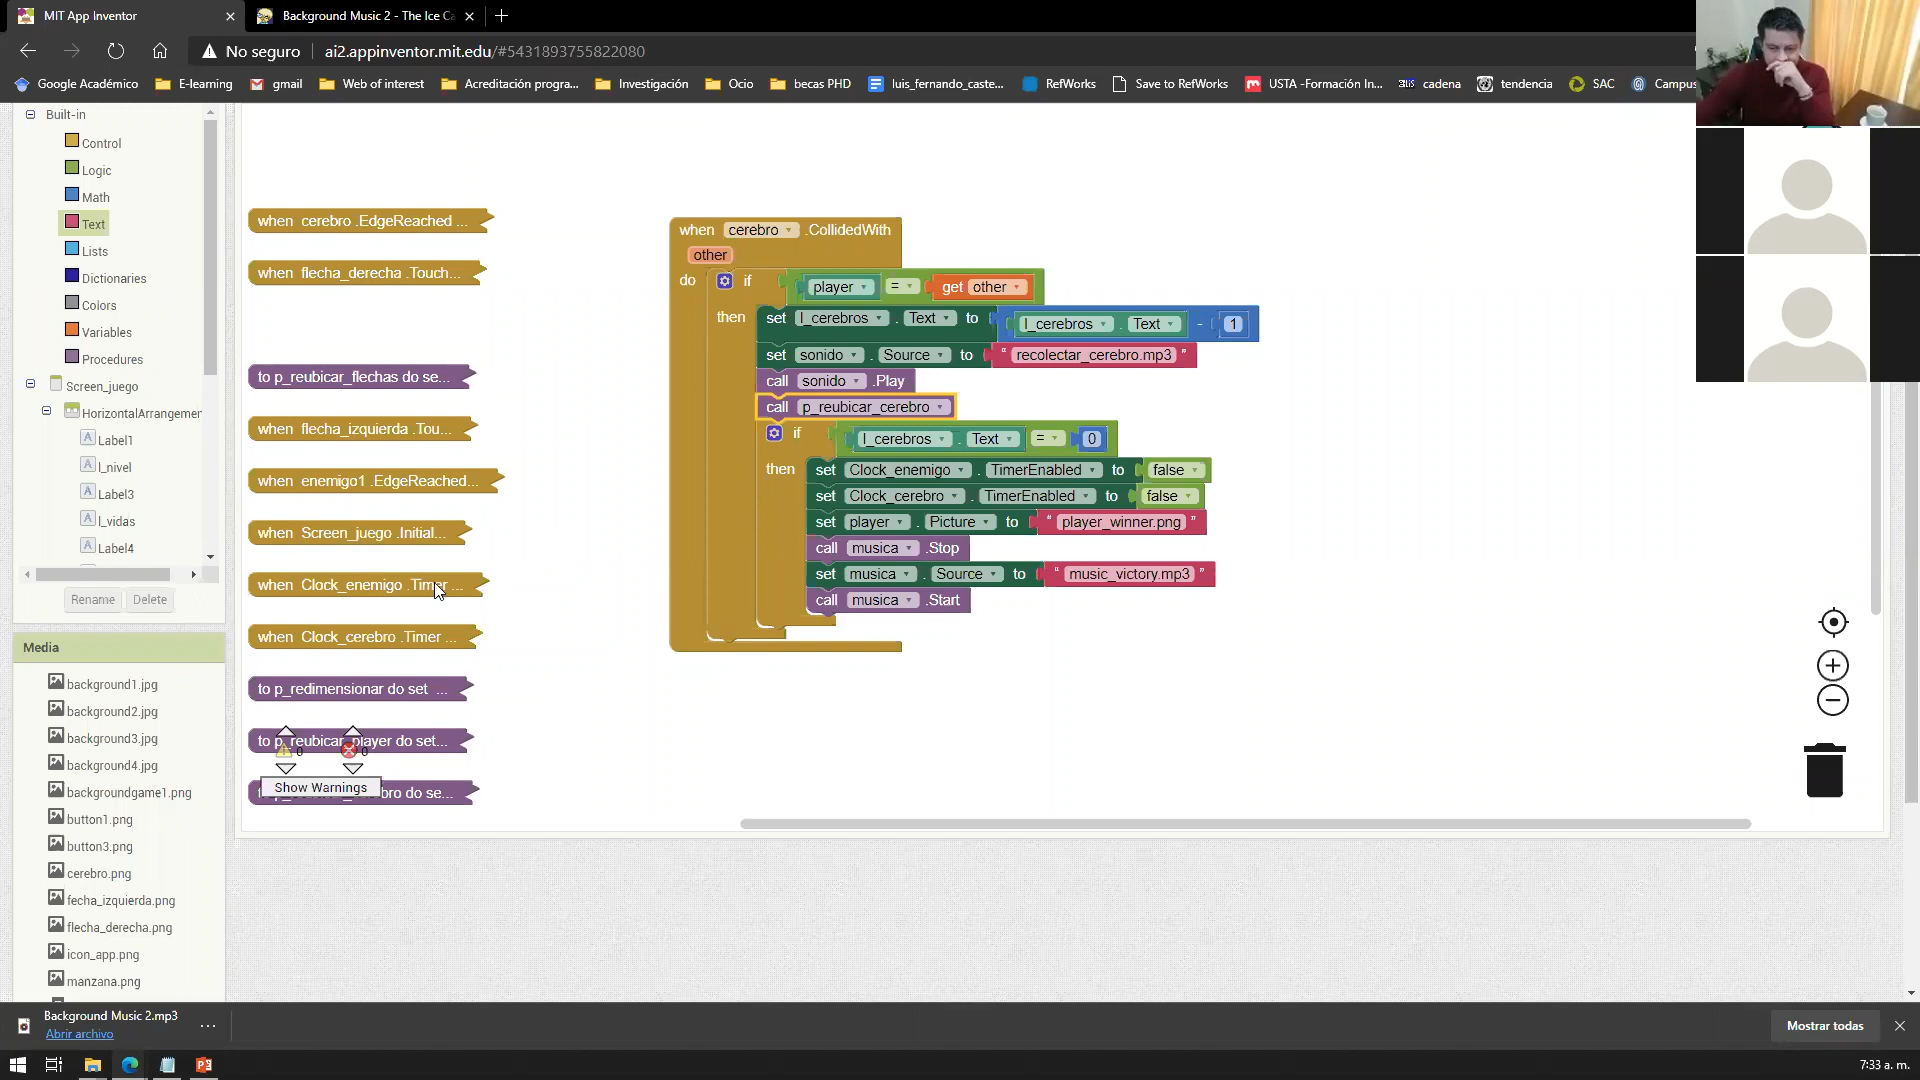 MIT App Inventor
Background Music 2 - The Ice Ca
No seguro
ai2.appinventor.mit.edu/#5431893755822080
Google Académico
E-learning
gmail
Web of interest
Acreditación progra...
Investigación
Ocio
becas PHD
luis_fernando_caste...
RefWorks
Save to RefWorks
USTA -Formación In...
cadena
tendencia
SAC
Campus
Built-in
Control
Logic
Math
Text
Lists
Dictionaries
Colors
Variables
Procedures
Screen_juego
HorizontalArrangemen
Label1
l_nivel
Label3
l_vidas
Label4
Rename
Delete
Media
background1.jpg
background2.jpg
background3.jpg
background4.jpg
backgroundgame1.png
button1.png
button3.png
cerebro.png
fecha_izquierda.png
flecha_derecha.png
icon_app.png
manzana.png
when cerebro .EdgeReached ...
when flecha_derecha .Touch...
to p_reubicar_flechas do se...
when flecha_izquierda .Tou...
when enemigo1 .EdgeReached...
when Screen_juego .Initial...
when Clock_enemigo .Timer ...
when Clock_cerebro .Timer ...
to p_redimensionar do set ...
to p_reubicar_player do set...
bro do se...
0
0
Show Warnings
when cerebro .CollidedWith
other
do if player = get other
then set l_cerebros . Text to l_cerebros . Text - 1
set sonido . Source to “ recolectar_cerebro.mp3 ”
call sonido .Play
call p_reubicar_cerebro
if l_cerebros . Text = 0
then set Clock_enemigo . TimerEnabled to false
set Clock_cerebro . TimerEnabled to false
set player . Picture to “ player_winner.png ”
call musica .Stop
set musica . Source to “ music_victory.mp3 ”
call musica .Start
Background Music 2.mp3
Abrir archivo
Mostrar todas
7:33 a. m.